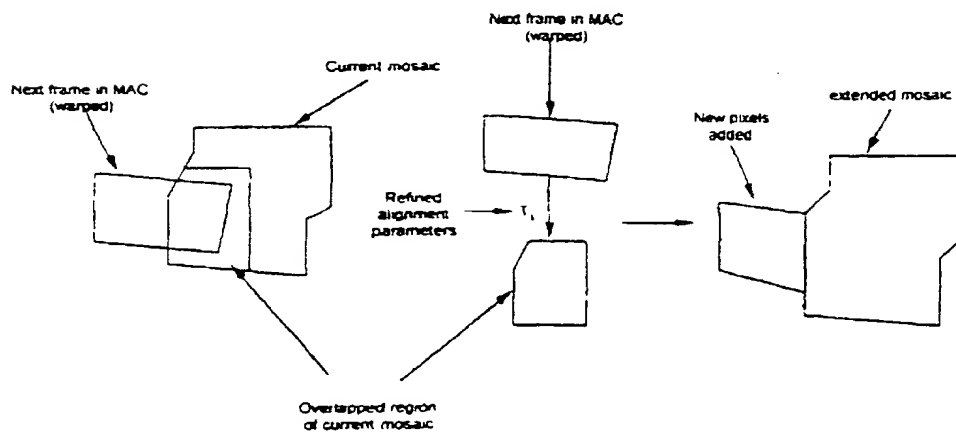 Next frame in MAC
(warped)
Current mosaic
Next frame in MAC
(warped)
Refined
alignment
parameters
New pixels
added
extended mosaic
Overlapped region
of current mosaic